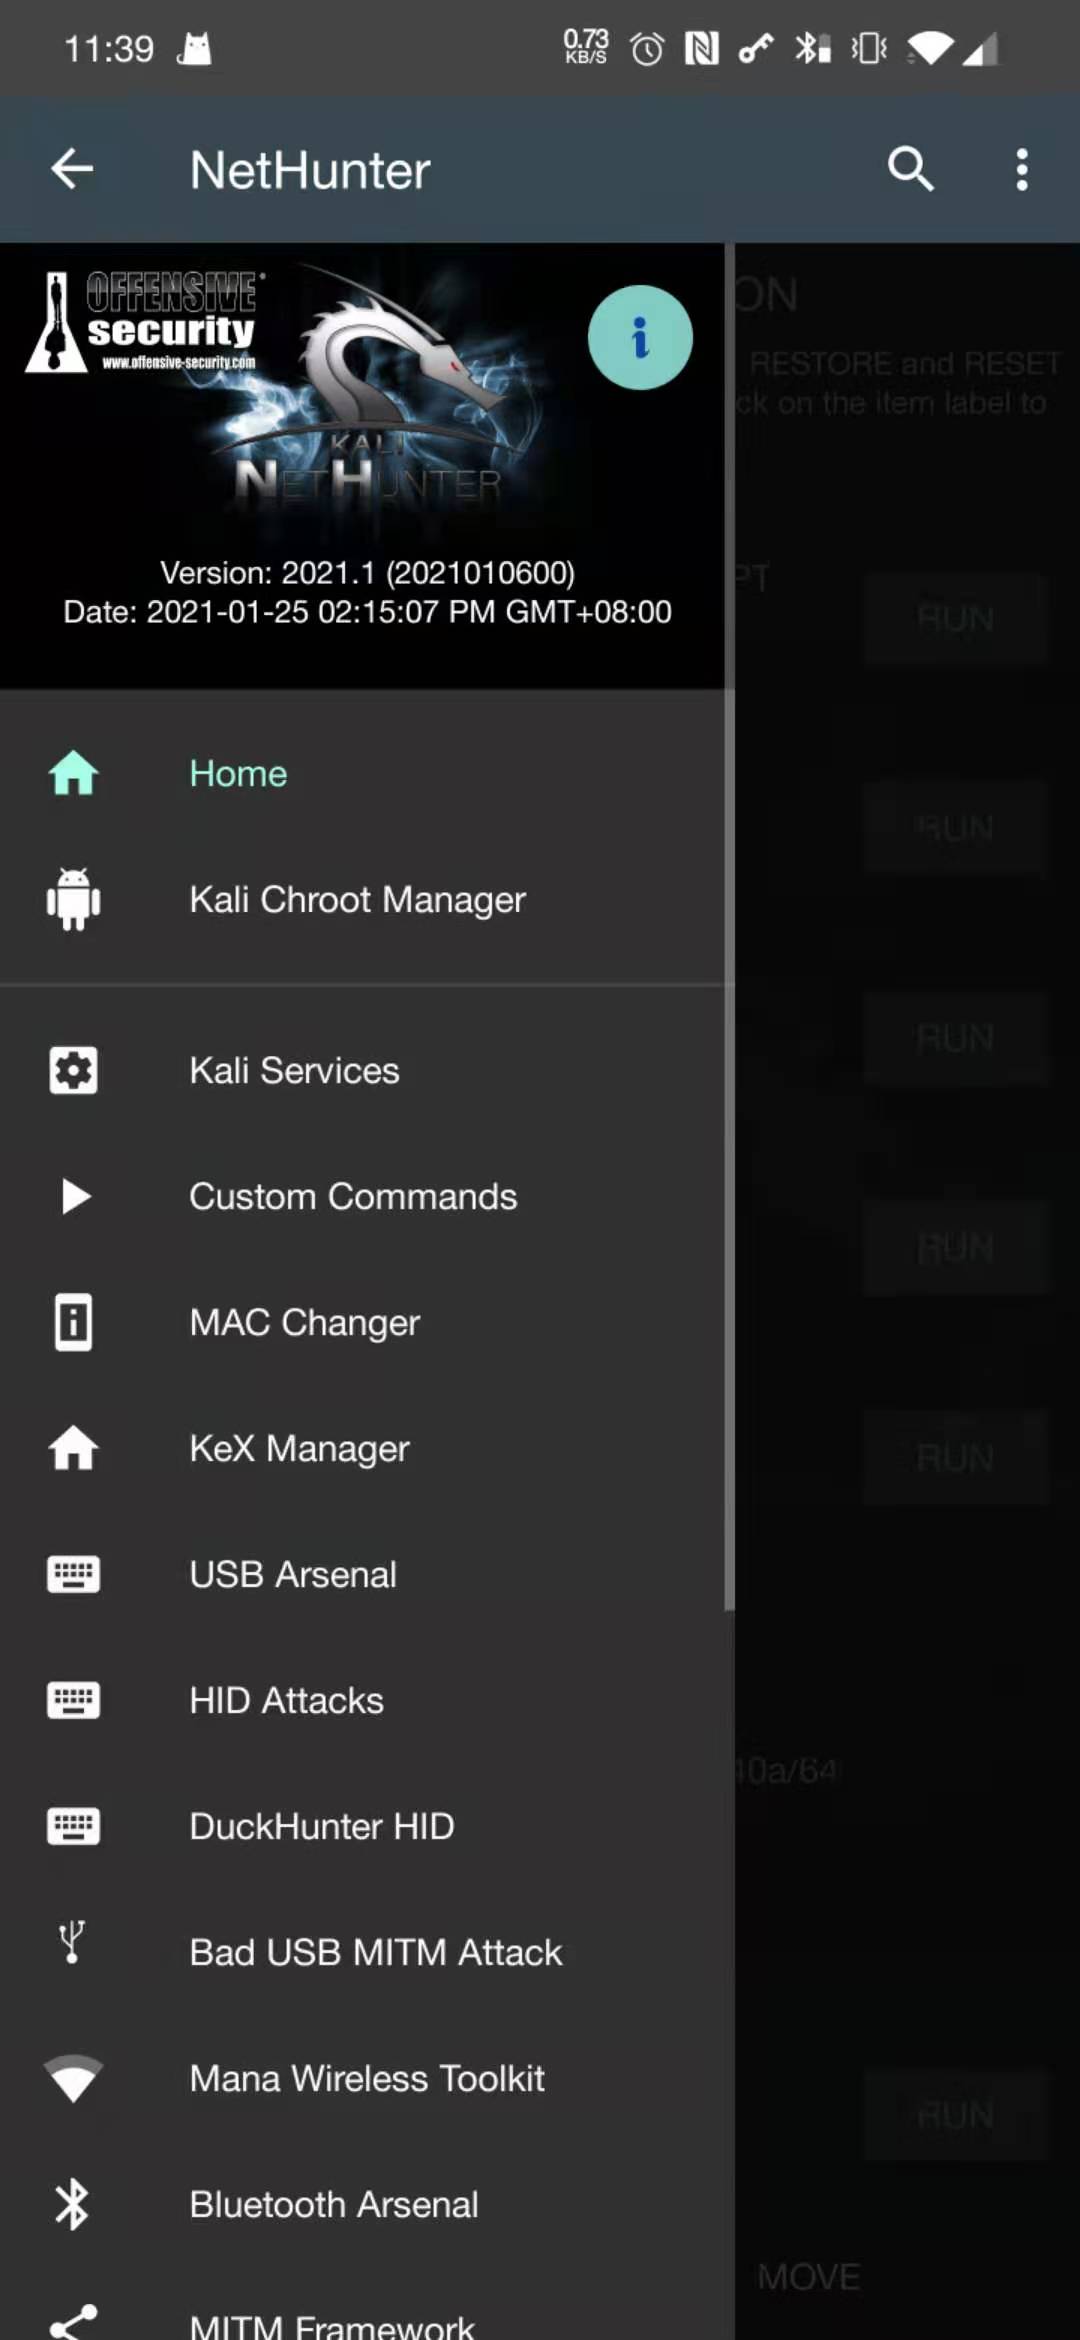 11:39
0.73
KB/S
NetHunter
OFFENSIVE
security
www.offensive-security.com
KALI
NETHUNTER
Version: 2021.1 (2021010600)
Date: 2021-01-25 02:15:07 PM GMT+08:00
ON
RESTORE and RESET
ck on the item label to
PT
RUN
Home
RUN
Kali Chroot Manager
RUN
Kali Services
Custom Commands
RUN
MAC Changer
KeX Manager
RUN
USB Arsenal
HID Attacks
10a/64
DuckHunter HID
Bad USB MITM Attack
Mana Wireless Toolkit
RUN
Bluetooth Arsenal
MOVE
MITM Framework